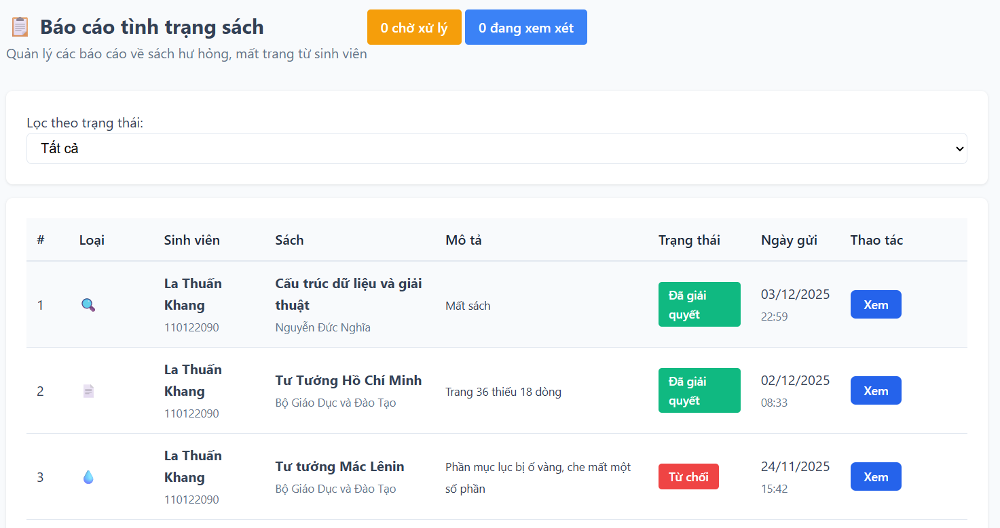 Báo cáo tình trạng sách
0 chờ xử lý
0 đang xem xét
Quản lý các báo cáo về sách hư hỏng, mất trang từ sinh viên
Lọc theo trạng thái:
Tất cả
# Loại Sinh viên Sách Mô tả Trạng thái Ngày gửi Thao tác
1
La Thuấn
Khang
110122090
Cấu trúc dữ liệu và giải
thuật
Nguyễn Đức Nghĩa
Mất sách
Đã giải
quyết
03/12/2025
22:59
Xem
2
La Thuấn
Khang
110122090
Tư Tưởng Hồ Chí Minh
Bộ Giáo Dục và Đào Tạo
Trang 36 thiếu 18 dòng
Đã giải
quyết
02/12/2025
08:33
Xem
3
La Thuấn
Khang
110122090
Tư tưởng Mác Lênin
Bộ Giáo Dục và Đào Tạo
Phần mục lục bị ố vàng, che mất một
số phần
Từ chối
24/11/2025
15:42
Xem